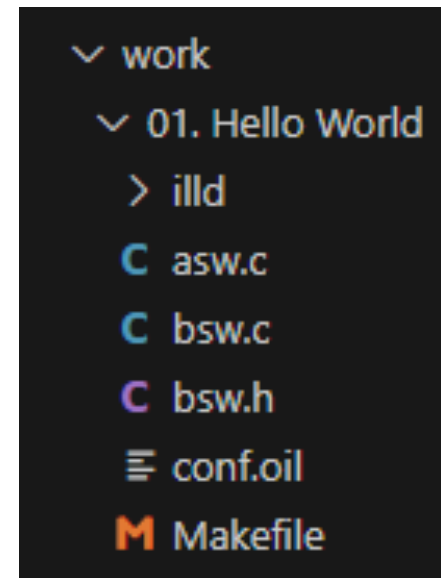 work
01. Hello World
illd
C asw.c
C bsw.c
C bsw.h
conf.oil
M Makefile